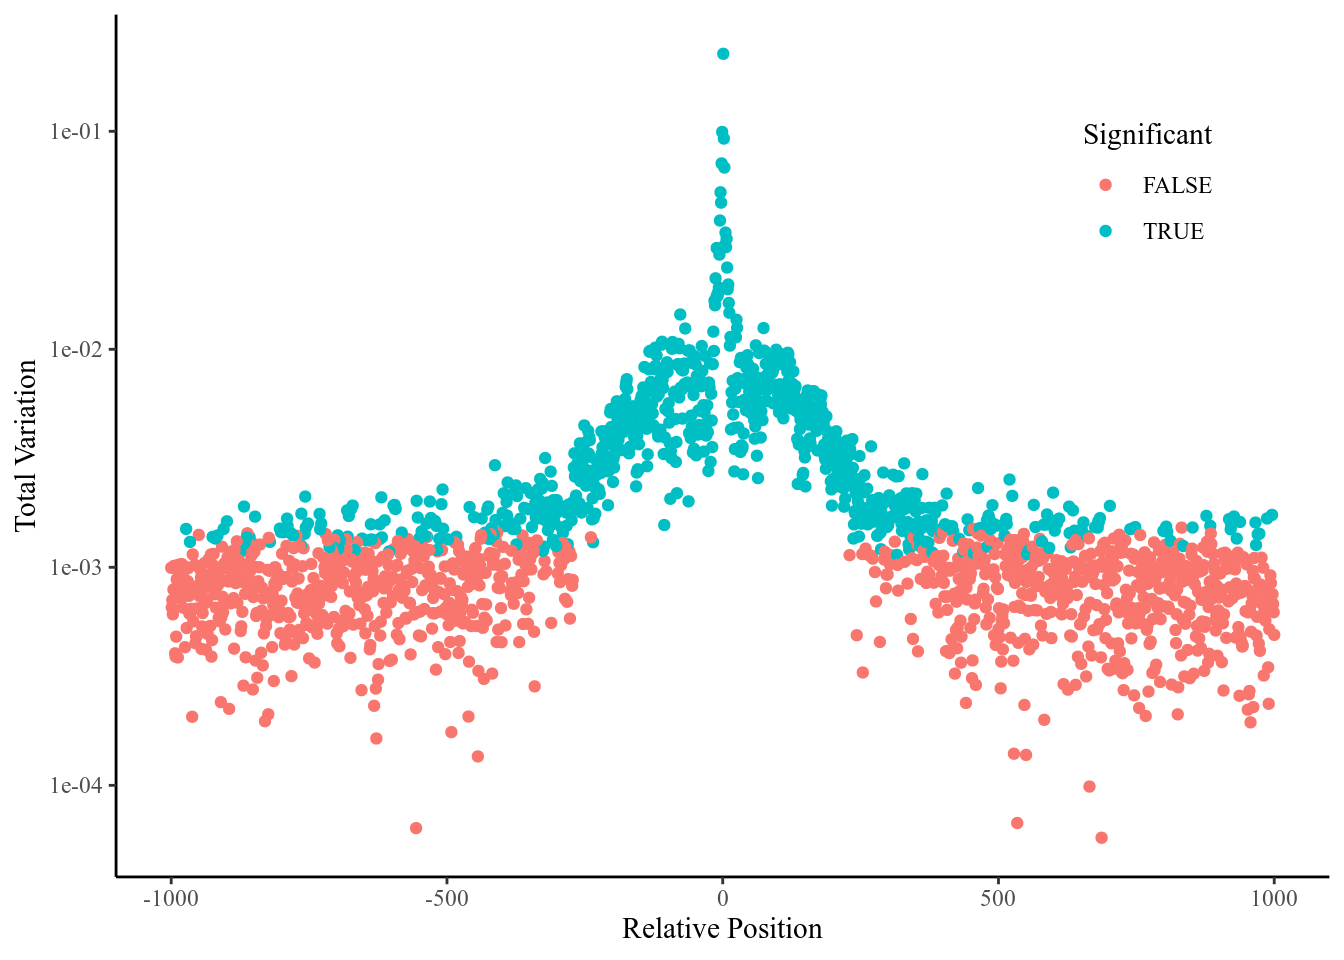 Significant
FALSE
TRUE
Total Variation
1e-01
1e-02
1e-03
1e-04
-1000
-500
0
500
1000
Relative Position